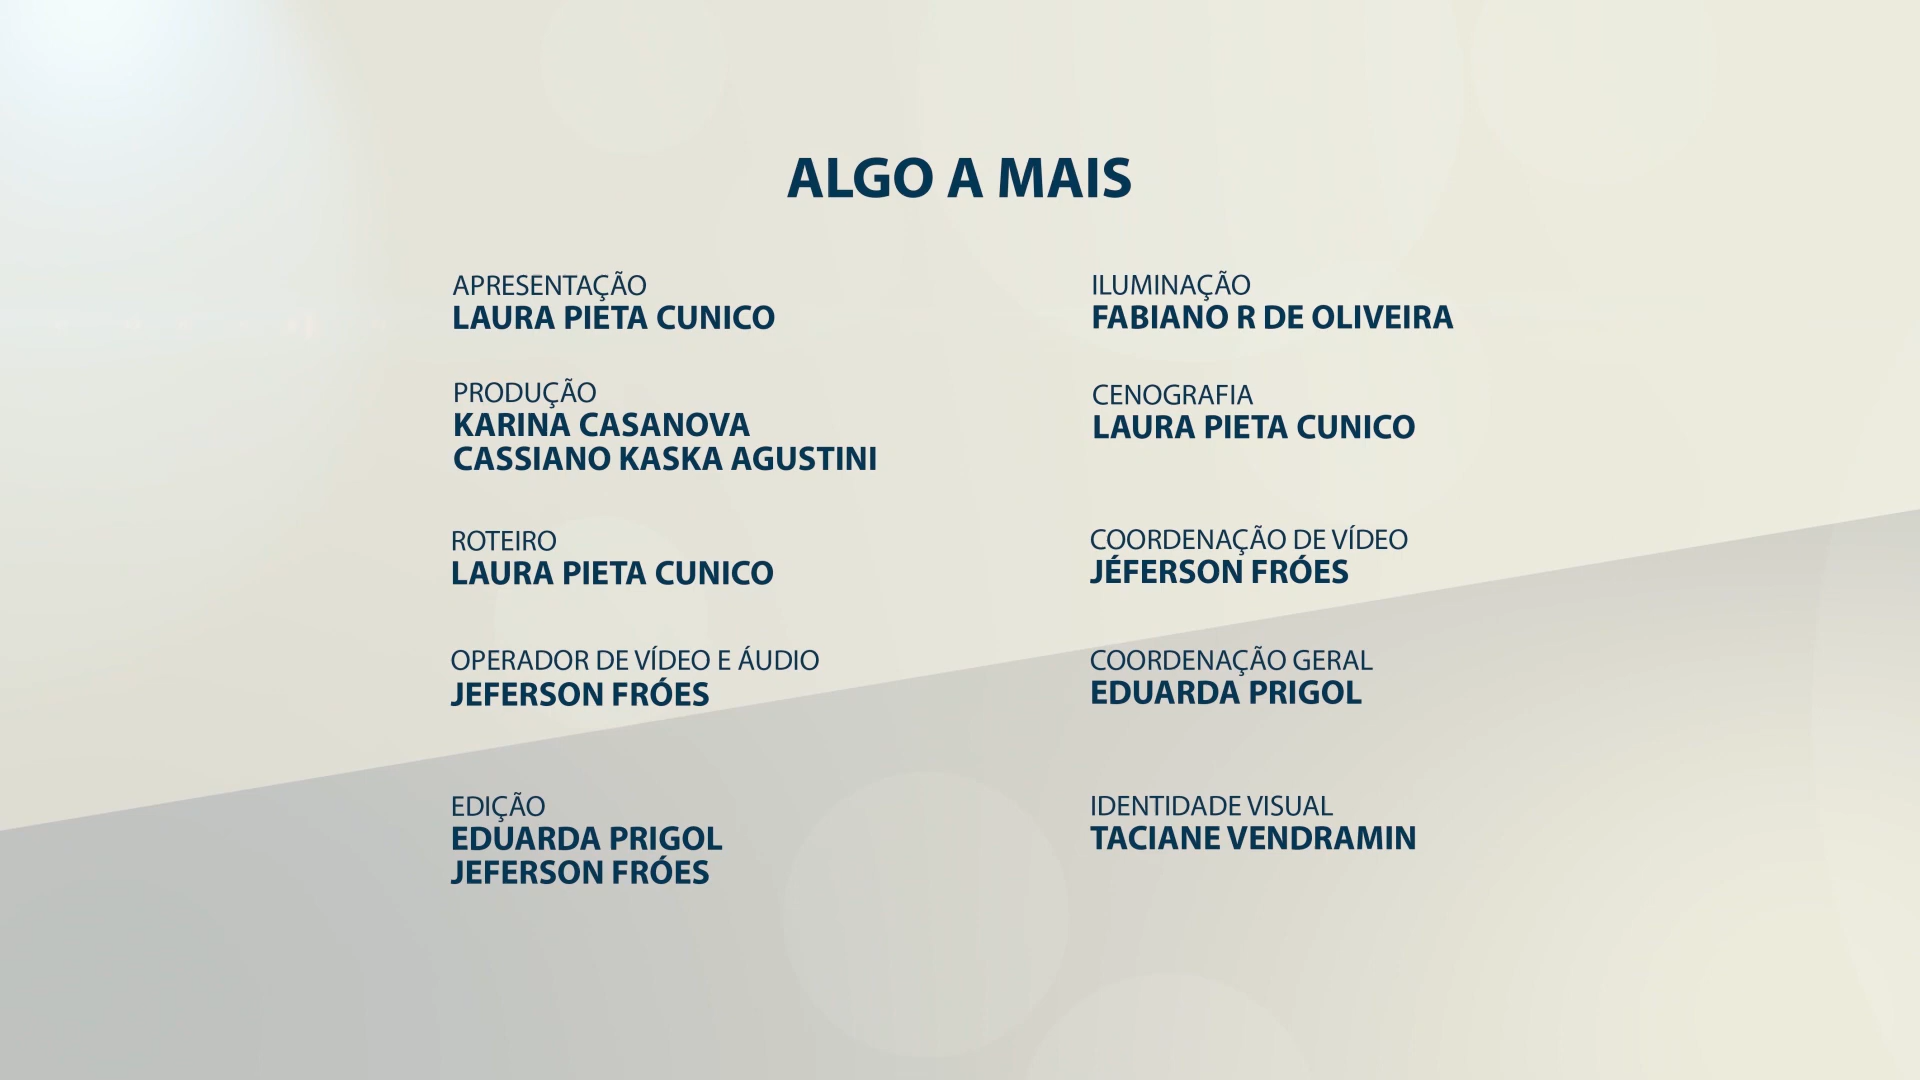 ALGO A MAIS
APRESENTAÇÃO
LAURA PIETA CUNICO
PRODUÇÃO
KARINA CASANOVA
CASSIANO KASKA AGUSTINI
ROTEIRO
LAURA PIETA CUNICO
OPERADOR DE VÍDEO E ÁUDIO
JEFERSON FRÓES
EDIÇÃO
EDUARDA PRIGOL
JEFERSON FRÓES
ILUMINAÇÃO
FABIANO R DE OLIVEIRA
CENOGRAFIA
LAURA PIETA CUNICO
COORDENAÇÃO DE VÍDEO
JÉFERSON FRÓES
COORDENAÇÃO GERAL
EDUARDA PRIGOL
IDENTIDADE VISUAL
TACIANE VENDRAMIN